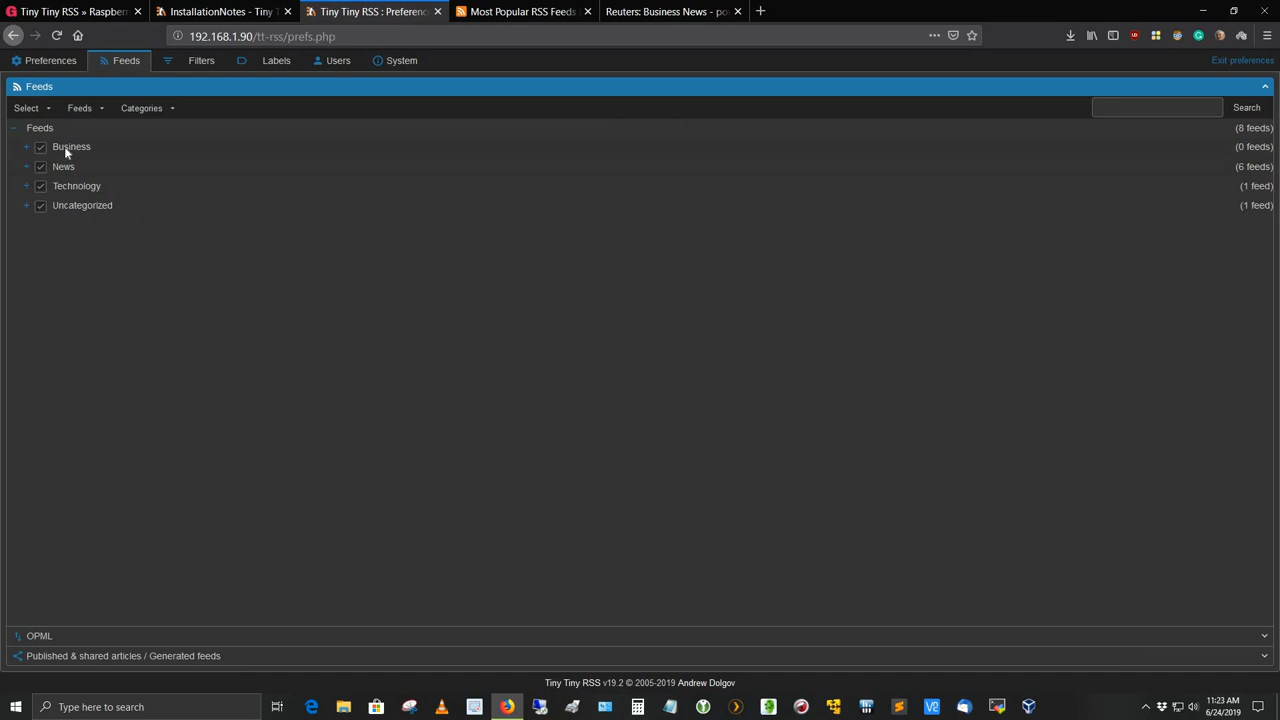 Tiny Tiny RSS » Raspberr
InstallationNotes - Tiny T
Tiny Tiny RSS : Preference
Most Popular RSS Feeds
Reuters: Business News - po
192.168.1.90/tt-rss/prefs.php
Preferences
Feeds
Filters
Labels
Users
System
Exit preferences
Feeds
Select
Feeds
Categories
Search
Feeds (8 feeds)
Business (0 feeds)
News (6 feeds)
Technology (1 feed)
Uncategorized (1 feed)
OPML
Published & shared articles / Generated feeds
Tiny Tiny RSS v19.2 © 2005-2019 Andrew Dolgov
Type here to search
11:23 AM
6/24/2019